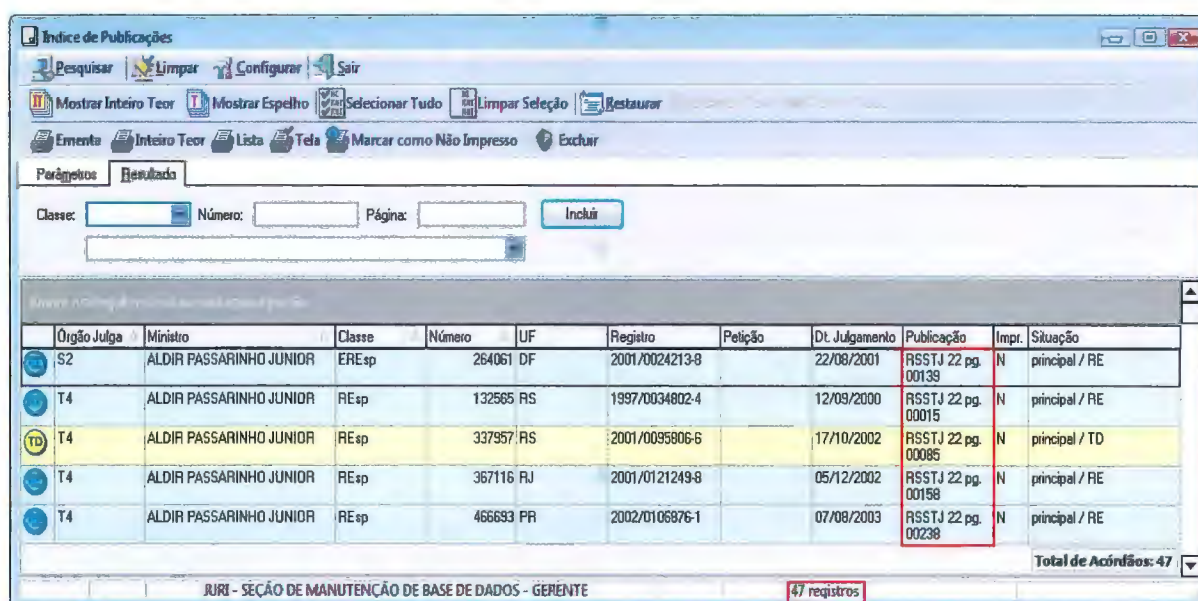 Índice de Publicações
Pesquisar Limpar Configurar Sair
Mostrar Inteiro Teor Mostrar Espelho Selecionar Tudo Limpar Seleção Restaurar
Ementa Inteiro Teor Lista Tela Marcar como Não Impresso Excluir
Parâmetros Resultado
Classe: Número: Página: Incluir
Órgão Julga Ministro Classe Número UF Registro Petição Dt. Julgamento Publicação Impr. Situação
S2 ALDIR PASSARINHO JUNIOR EREsp 264061 DF 2001/0024213-8 22/08/2001 RSSTJ 22 pg. N principal / RE
00139
T4 ALDIR PASSARINHO JUNIOR REsp 132565 RS 1997/0034802-4 12/09/2000 RSSTJ 22 pg. N principal / RE
00015
TD T4 ALDIR PASSARINHO JUNIOR REsp 337957 RS 2001/0095806-6 17/10/2002 RSSTJ 22 pg. N principal / TD
00085
T4 ALDIR PASSARINHO JUNIOR REsp 367116 RJ 2001/0121249-8 05/12/2002 RSSTJ 22 pg. N principal / RE
00158
T4 ALDIR PASSARINHO JUNIOR REsp 466693 PR 2002/0106876-1 07/08/2003 RSSTJ 22 pg. N principal / RE
00238
Total de Acórdãos: 47
JURI - SEÇÃO DE MANUTENÇÃO DE BASE DE DADOS - GERENTE 47 registros